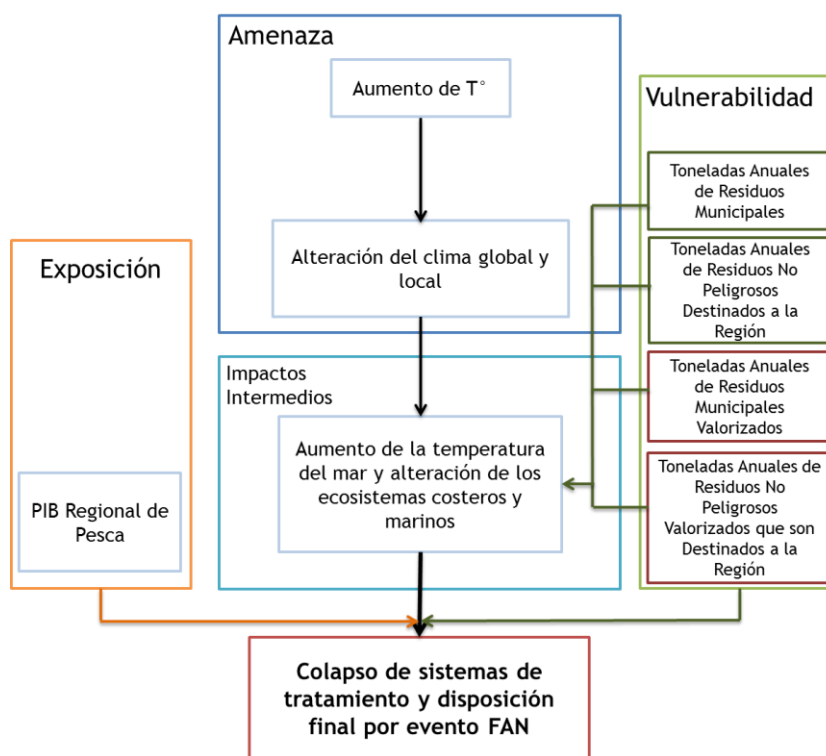 Amenaza
Aumento de T°
Alteración del clima global y
local
Exposición
PIB Regional de
Pesca
Impactos
Intermedios
Aumento de la temperatura
del mar y alteración de los
ecosistemas costeros y
marinos
Vulnerabilidad
Toneladas Anuales
de Residuos
Municipales
Toneladas Anuales
de Residuos No
Peligrosos
Destinados a la
Región
Toneladas Anuales
de Residuos
Municipales
Valorizados
Toneladas Anuales de
Residuos No
Peligrosos
Valorizados que son
Destinados a la
Región
Colapso de sistemas de
tratamiento y disposición
final por evento FAN